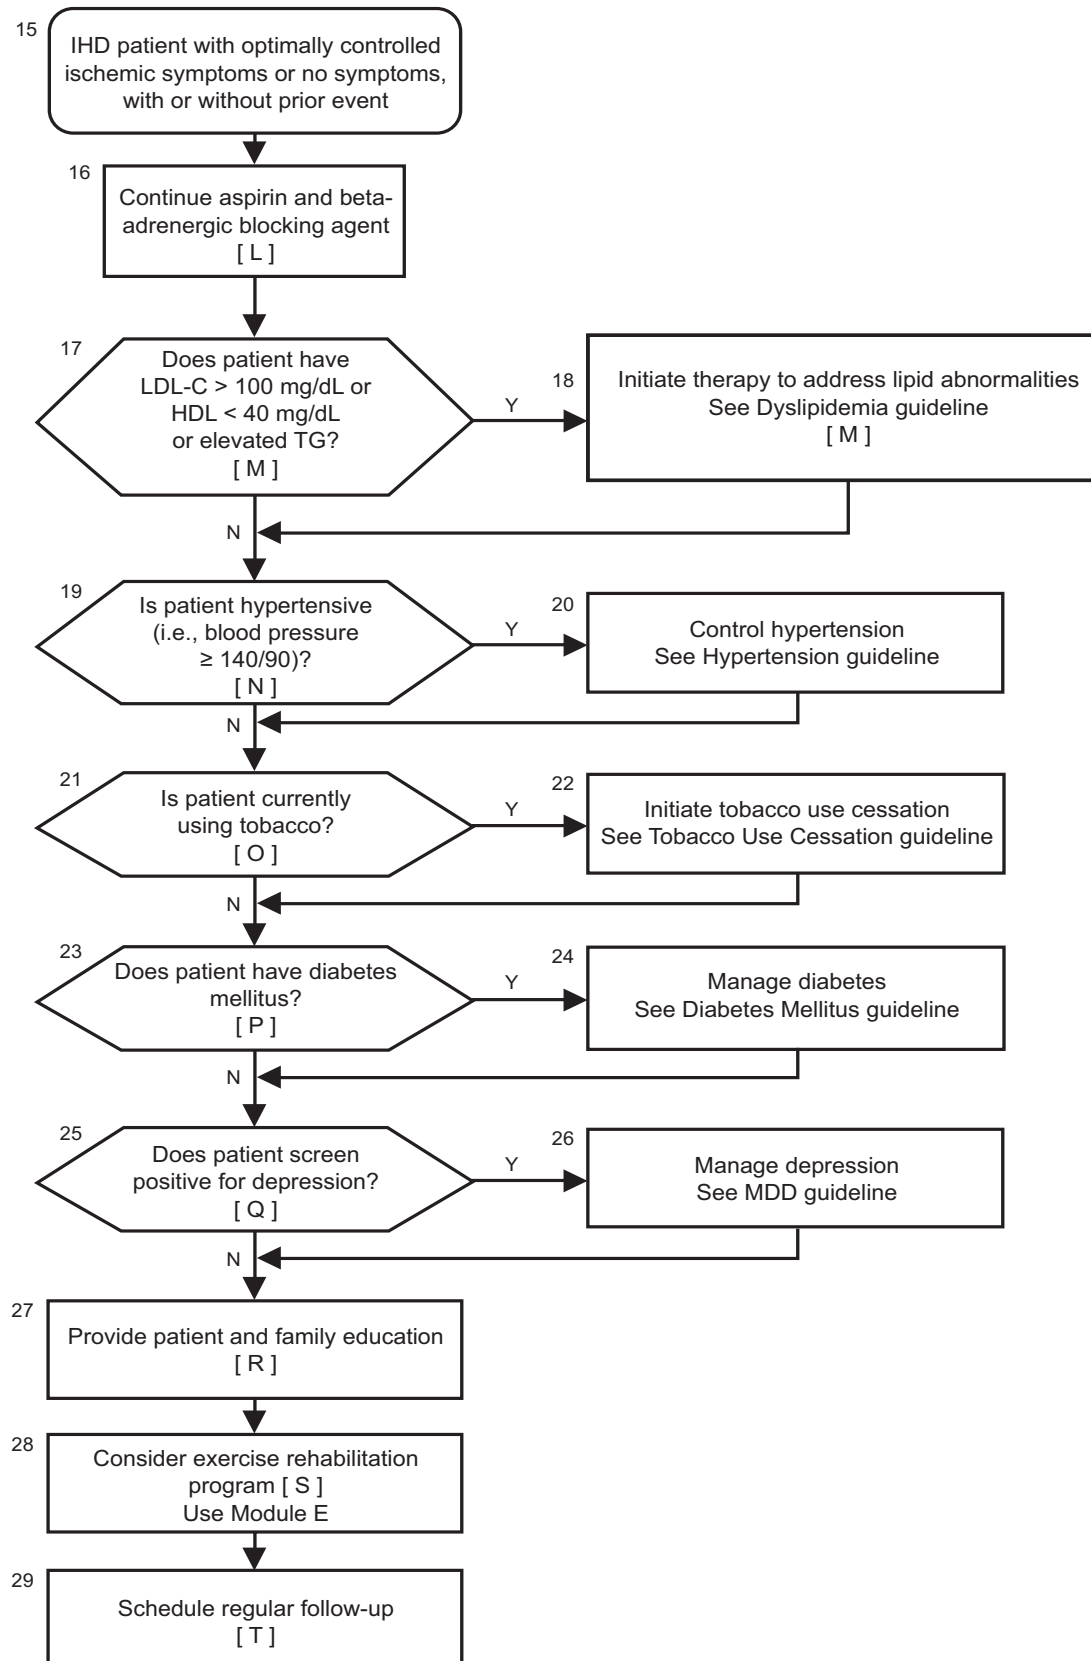 15
IHD patient with optimally controlled
ischemic symptoms or no symptoms,
with or without prior event
16
Continue aspirin and beta-
adrenergic blocking agent
[ L ]
17
Does patient have
LDL-C > 100 mg/dL or
HDL < 40 mg/dL
or elevated TG?
[ M ]
Y
18
Initiate therapy to address lipid abnormalities
See Dyslipidemia guideline
[ M ]
N
19
Is patient hypertensive
(i.e., blood pressure
≥ 140/90)?
[ N ]
Y
20
Control hypertension
See Hypertension guideline
N
21
Is patient currently
using tobacco?
[ O ]
Y
22
Initiate tobacco use cessation
See Tobacco Use Cessation guideline
N
23
Does patient have diabetes
mellitus?
[ P ]
Y
24
Manage diabetes
See Diabetes Mellitus guideline
N
25
Does patient screen
positive for depression?
[ Q ]
Y
26
Manage depression
See MDD guideline
N
27
Provide patient and family education
[ R ]
28
Consider exercise rehabilitation
program [ S ]
Use Module E
29
Schedule regular follow-up
[ T ]